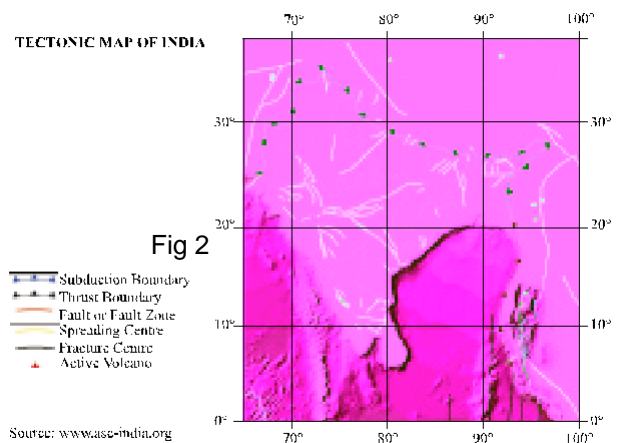 70° 80° 90° 100°
TECTONIC MAP OF INDIA
30° 30°
20° 20°
Fig 2
Subduction Boundary
Thrust Boundary
Fault or Fault Zone
Spreading Centre
Fracture Centre
Active Volcano
10° 10°
0° 0°
70° 80° 90° 100°
Source: www.asc-india.org